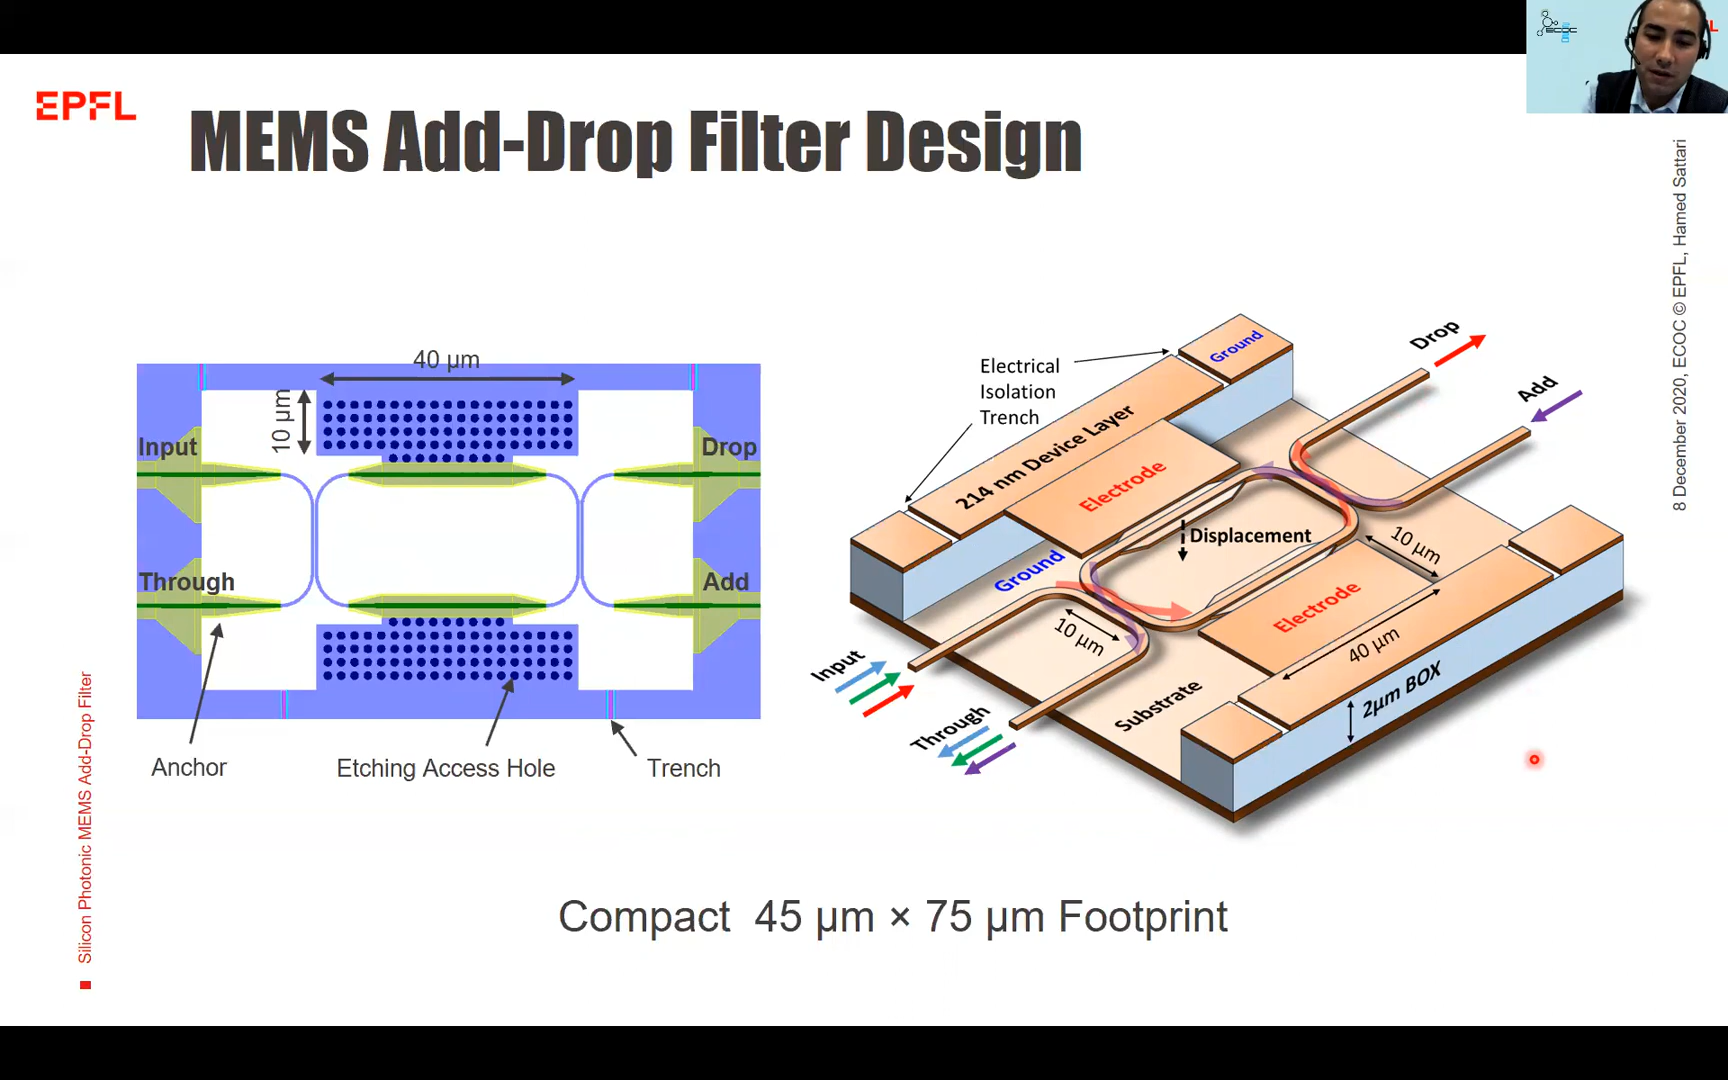 EPFL
MEMS Add-Drop Filter Design
ECOC
8 December 2020, ECOC © EPFL, Hamed Sattari
Silicon Photonic MEMS Add-Drop Filter
40 µm
10 µm
Input
Drop
Through
Add
Anchor
Etching Access Hole
Trench
Electrical
Isolation
Trench
Ground
214 nm Device Layer
Electrode
Displacement
Ground
Drop
Add
10 µm
10 µm
Electrode
40 µm
2µm BOX
Input
Through
Substrate
Compact 45 µm × 75 µm Footprint